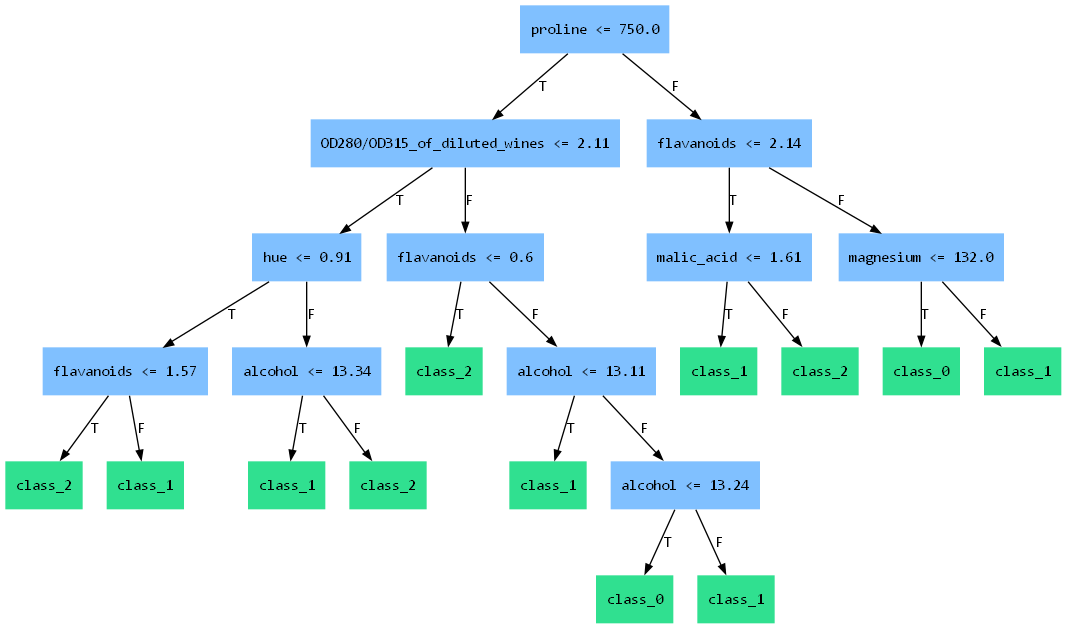 proline <= 750.0
T
F
OD280/OD315_of_diluted_wines <= 2.11
flavanoids <= 2.14
T
F
T
F
hue <= 0.91
flavanoids <= 0.6
malic_acid <= 1.61
magnesium <= 132.0
T
F
T
F
T
F
T
F
flavanoids <= 1.57
alcohol <= 13.34
class_2
alcohol <= 13.11
class_1
class_2
class_0
class_1
T
F
T
F
T
F
class_2
class_1
class_1
class_2
class_1
alcohol <= 13.24
T
F
class_0
class_1